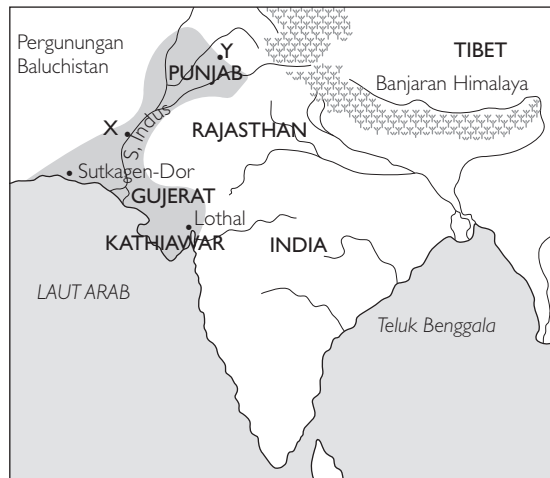 Pergunungan
Baluchistan
Y
PUNJAB
TIBET
Banjaran Himalaya
X
S, Indus
RAJASTHAN
Sutkagen-Dor
GUJERAT
Lothal
KATHIAWAR
INDIA
LAUT ARAB
Teluk Benggala